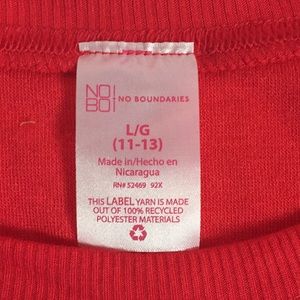 NO!
BO! NO BOUNDARIES
L/G
(11-13)
Made in/Hecho en
Nicaragua
RN# 52469 92X
THIS LABEL YARN IS MADE
OUT OF 100% RECYCLED
POLYESTER MATERIALS